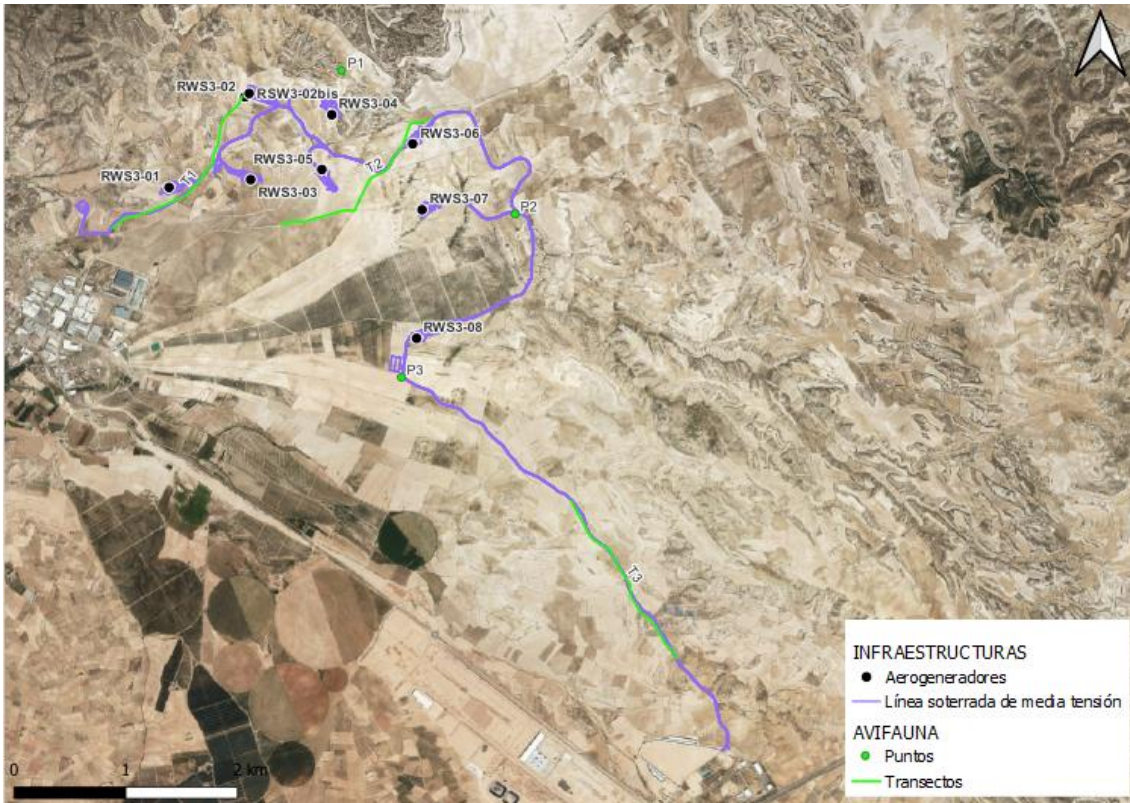 P1
RWS3-02
RSW3-02bis
RWS3-04
RWS3-06
T2
RWS3-05
RWS3-01
T1
RWS3-03
RWS3-07
P2
RWS3-08
P3
T3
INFRAESTRUCTURAS
Aerogeneradores
Línea soterrada de media tensión
AVIFAUNA
Puntos
Transectos
0 1 2 km